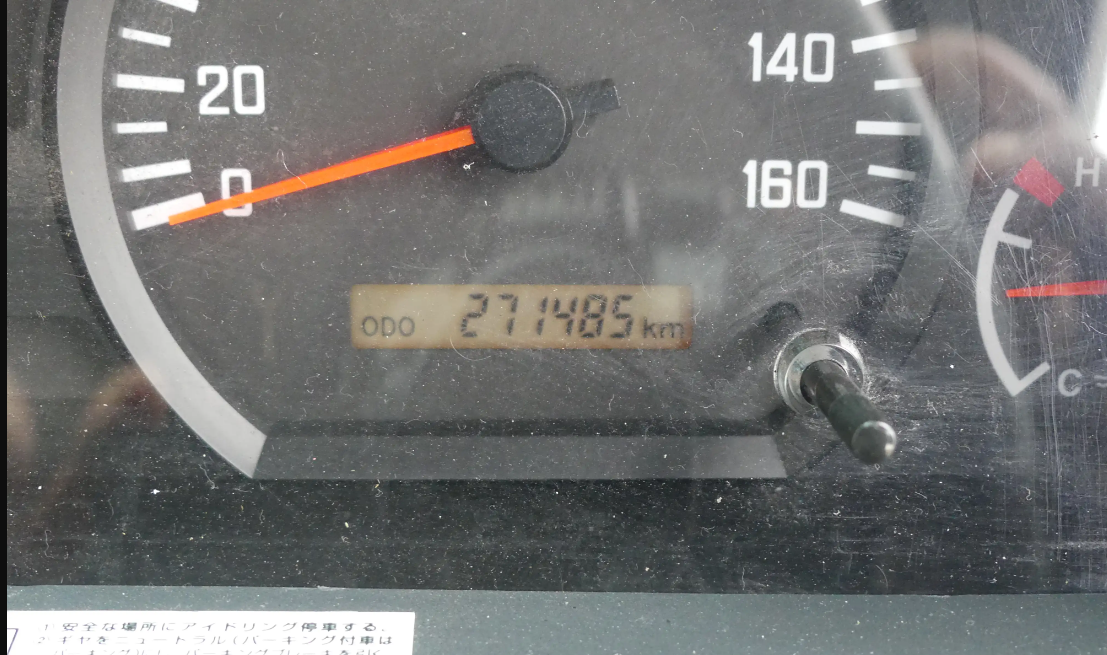 20
0
140
160
ODO 271485 km
H
C
1. 安全な場所にアイドリング停車する.
2. ギヤをニュートラル(パーキング付車は